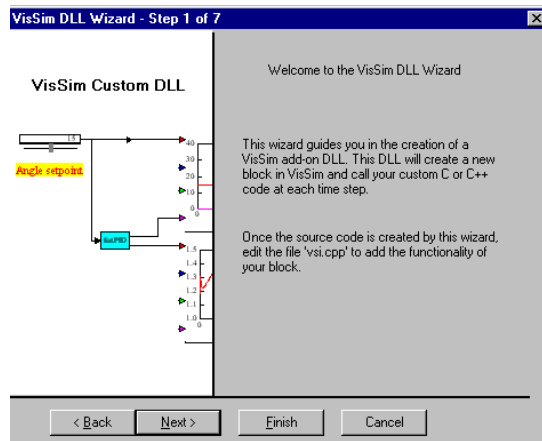 VisSim DLL Wizard - Step 1 of 7
VisSim Custom DLL
Welcome to the VisSim DLL Wizard
This wizard guides you in the creation of a
VisSim add-on DLL. This DLL will create a new
block in VisSim and call your custom C or C++
code at each time step.
Once the source code is created by this wizard,
edit the file 'vsi.cpp' to add the functionality of
your block.
15
Angle setpoint
40
30
10
0
0
1.5
1.4
1.3
1.2
1.1
1.0
0
< Back
Next >
Finish
Cancel